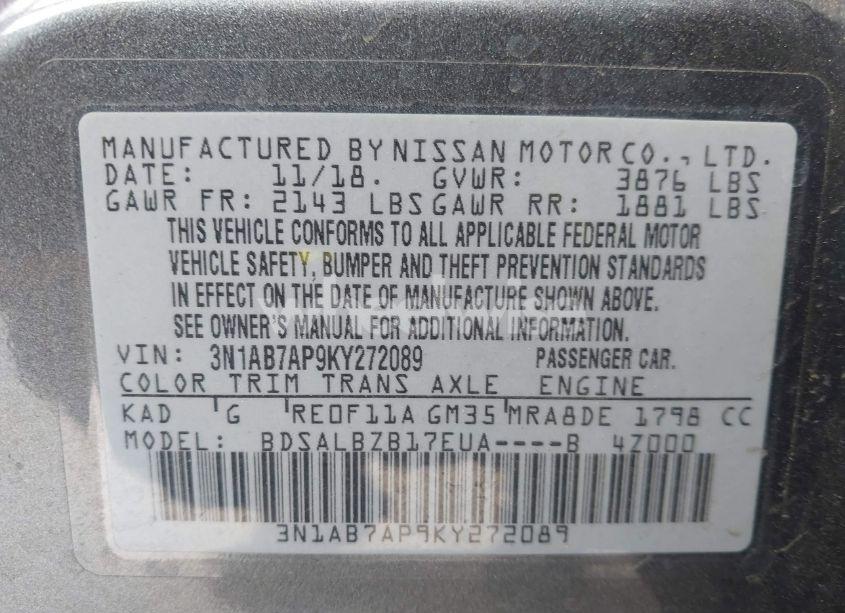 MANUFACTURED BY NISSAN MOTOR CO., LTD.
DATE: 11/18. GVWR: 3876 LBS
GAWR FR: 2143 LBS GAWR RR: 1881 LBS
THIS VEHICLE CONFORMS TO ALL APPLICABLE FEDERAL MOTOR
VEHICLE SAFETY, BUMPER AND THEFT PREVENTION STANDARDS
IN EFFECT ON THE DATE OF MANUFACTURE SHOWN ABOVE.
SEE OWNER'S MANUAL FOR ADDITIONAL INFORMATION.
VIN: 3N1AB7AP9KY272089 PASSENGER CAR.
COLOR TRIM TRANS AXLE ENGINE
KAD G RE0F11A GM35 MRA8DE 1798 CC
MODEL: BDSALBZB17EUA----B 4Z000
3N1AB7AP9KY272089